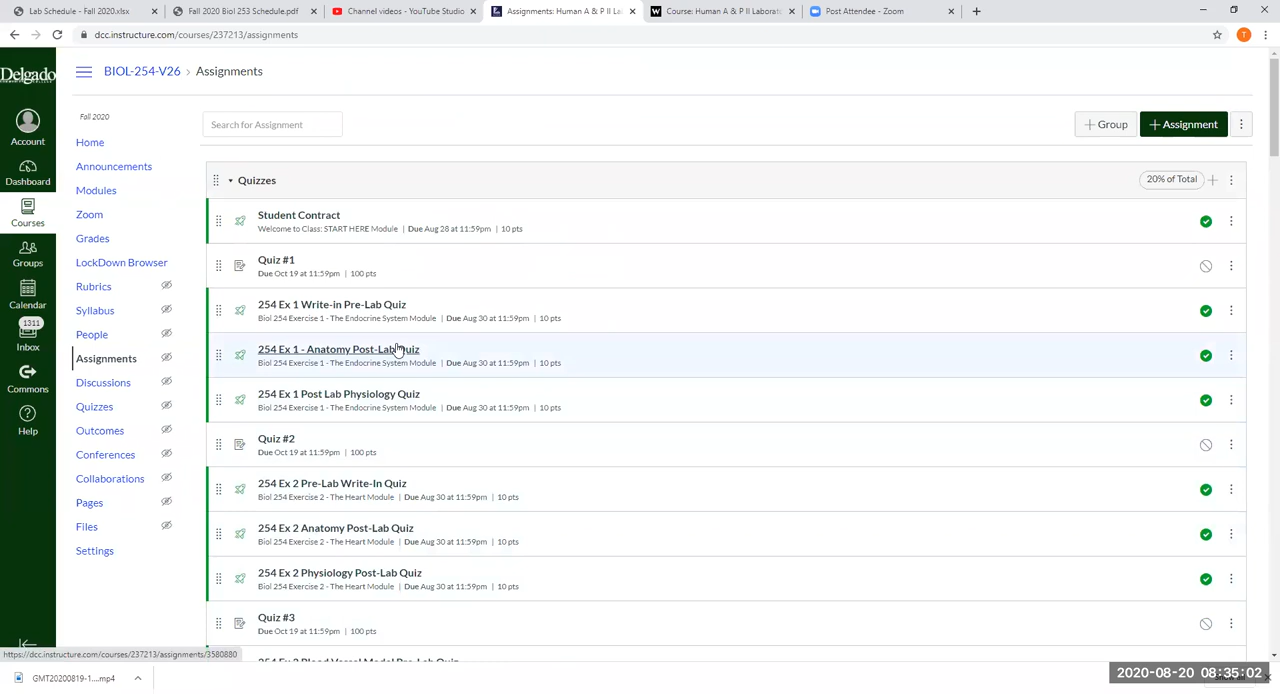 Lab Schedule - Fall 2020.xlsx
Fall 2020 Biol 253 Schedule.pdf
Channel videos - YouTube Studio
Assignments: Human A & P II La
Course: Human A & P II Laborat
Post Attendee - Zoom
dcc.instructure.com/courses/237213/assignments
T
Delgado
BIOL-254-V26 › Assignments
Fall 2020
Search for Assignment
+ Group
+ Assignment
Account
Dashboard
Courses
Groups
Calendar
1311
Inbox
Commons
Help
Home
Announcements
Modules
Zoom
Grades
LockDown Browser
Rubrics
Syllabus
People
Assignments
Discussions
Quizzes
Outcomes
Conferences
Collaborations
Pages
Files
Settings
Quizzes
20% of Total
Student Contract
Welcome to Class: START HERE Module | Due Aug 28 at 11:59pm | 10 pts
Quiz #1
Due Oct 19 at 11:59pm | 100 pts
254 Ex 1 Write-in Pre-Lab Quiz
Biol 254 Exercise 1 - The Endocrine System Module | Due Aug 30 at 11:59pm | 10 pts
254 Ex 1 - Anatomy Post-Lab Quiz
Biol 254 Exercise 1 - The Endocrine System Module | Due Aug 30 at 11:59pm | 10 pts
254 Ex 1 Post Lab Physiology Quiz
Biol 254 Exercise 1 - The Endocrine System Module | Due Aug 30 at 11:59pm | 10 pts
Quiz #2
Due Oct 19 at 11:59pm | 100 pts
254 Ex 2 Pre-Lab Write-In Quiz
Biol 254 Exercise 2 - The Heart Module | Due Aug 30 at 11:59pm | 10 pts
254 Ex 2 Anatomy Post-Lab Quiz
Biol 254 Exercise 2 - The Heart Module | Due Aug 30 at 11:59pm | 10 pts
254 Ex 2 Physiology Post-Lab Quiz
Biol 254 Exercise 2 - The Heart Module | Due Aug 30 at 11:59pm | 10 pts
Quiz #3
Due Oct 19 at 11:59pm | 100 pts
https://dcc.instructure.com/courses/237213/assignments/3580880
GMT20200819-1....mp4
2020-08-20 08:35:02